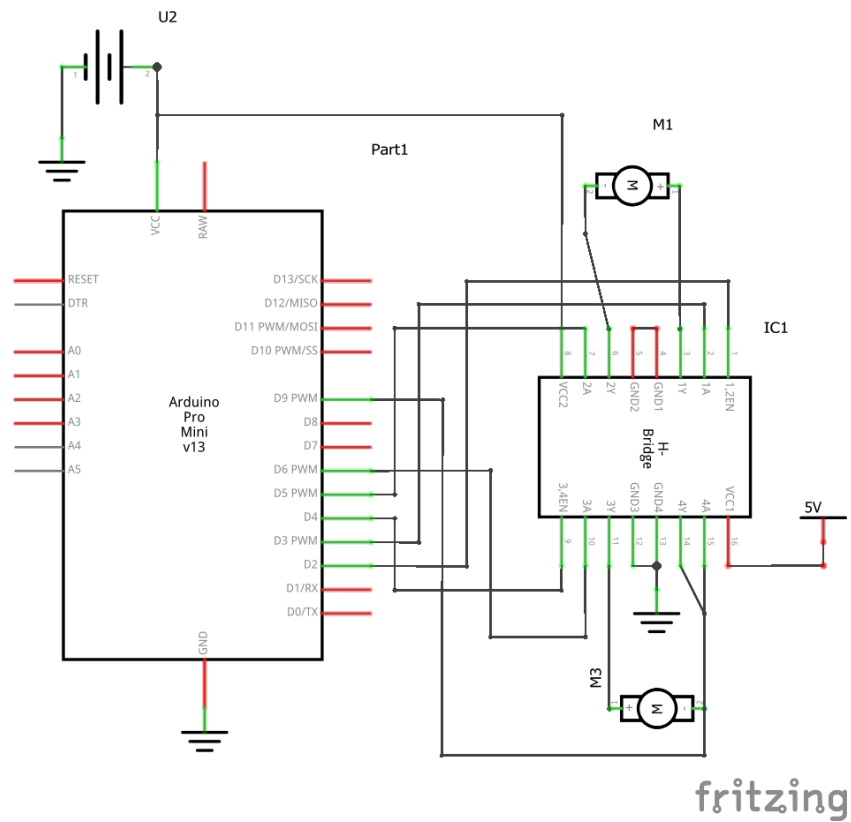 U2
1
2
Part1
M1
M
-
+
2
1
VCC
RAW
RESET
DTR
A0
A1
A2
A3
A4
A5
Arduino
Pro
Mini
v13
D13/SCK
D12/MISO
D11 PWM/MOSI
D10 PWM/SS
D9 PWM
D8
D7
D6 PWM
D5 PWM
D4
D3 PWM
D2
D1/RX
D0/TX
GND
IC1
8
7
6
5
4
3
2
1
VCC2
2A
2Y
GND2
GND1
1Y
1A
1,2EN
H-
Bridge
3,4EN
3A
3Y
GND3
GND4
4Y
4A
VCC1
9
10
11
12
13
14
15
16
5V
M3
1
+
M
-
2
fritzing